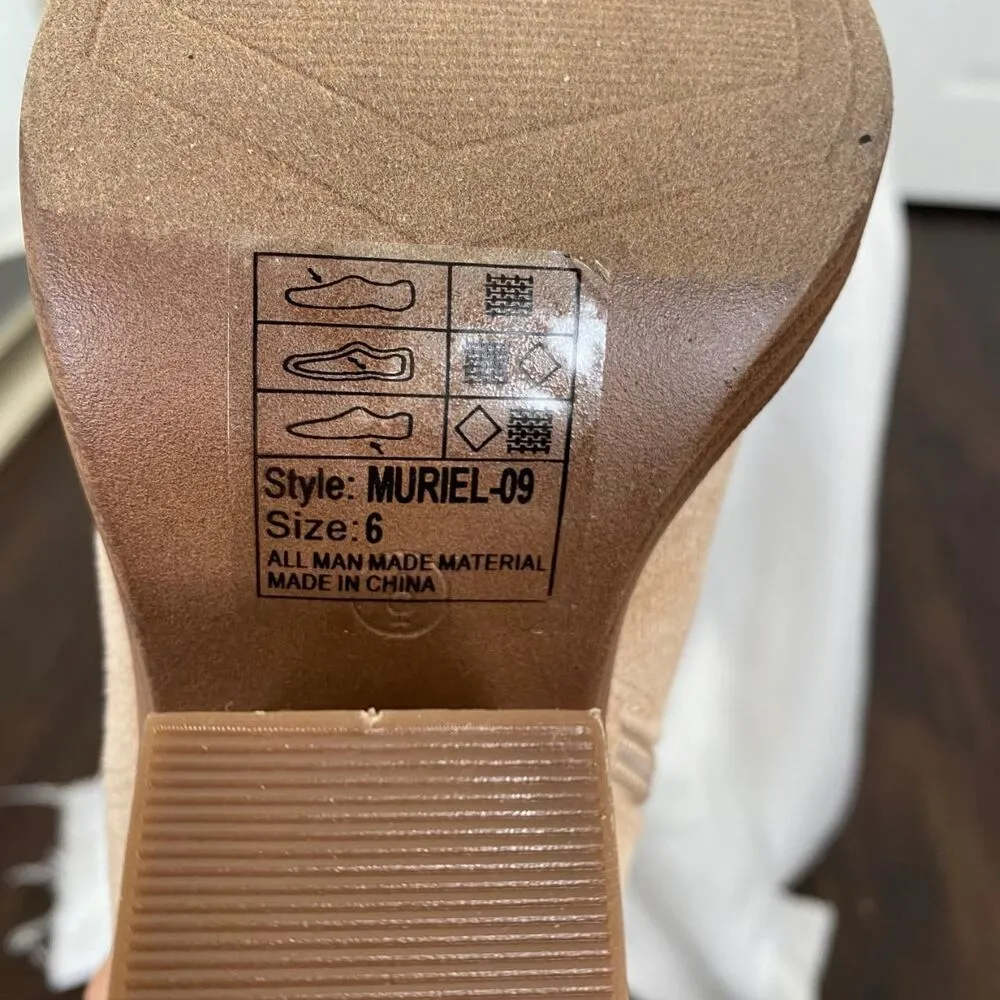 Style: MURIEL-09
Size: 6
ALL MAN MADE MATERIAL
MADE IN CHINA